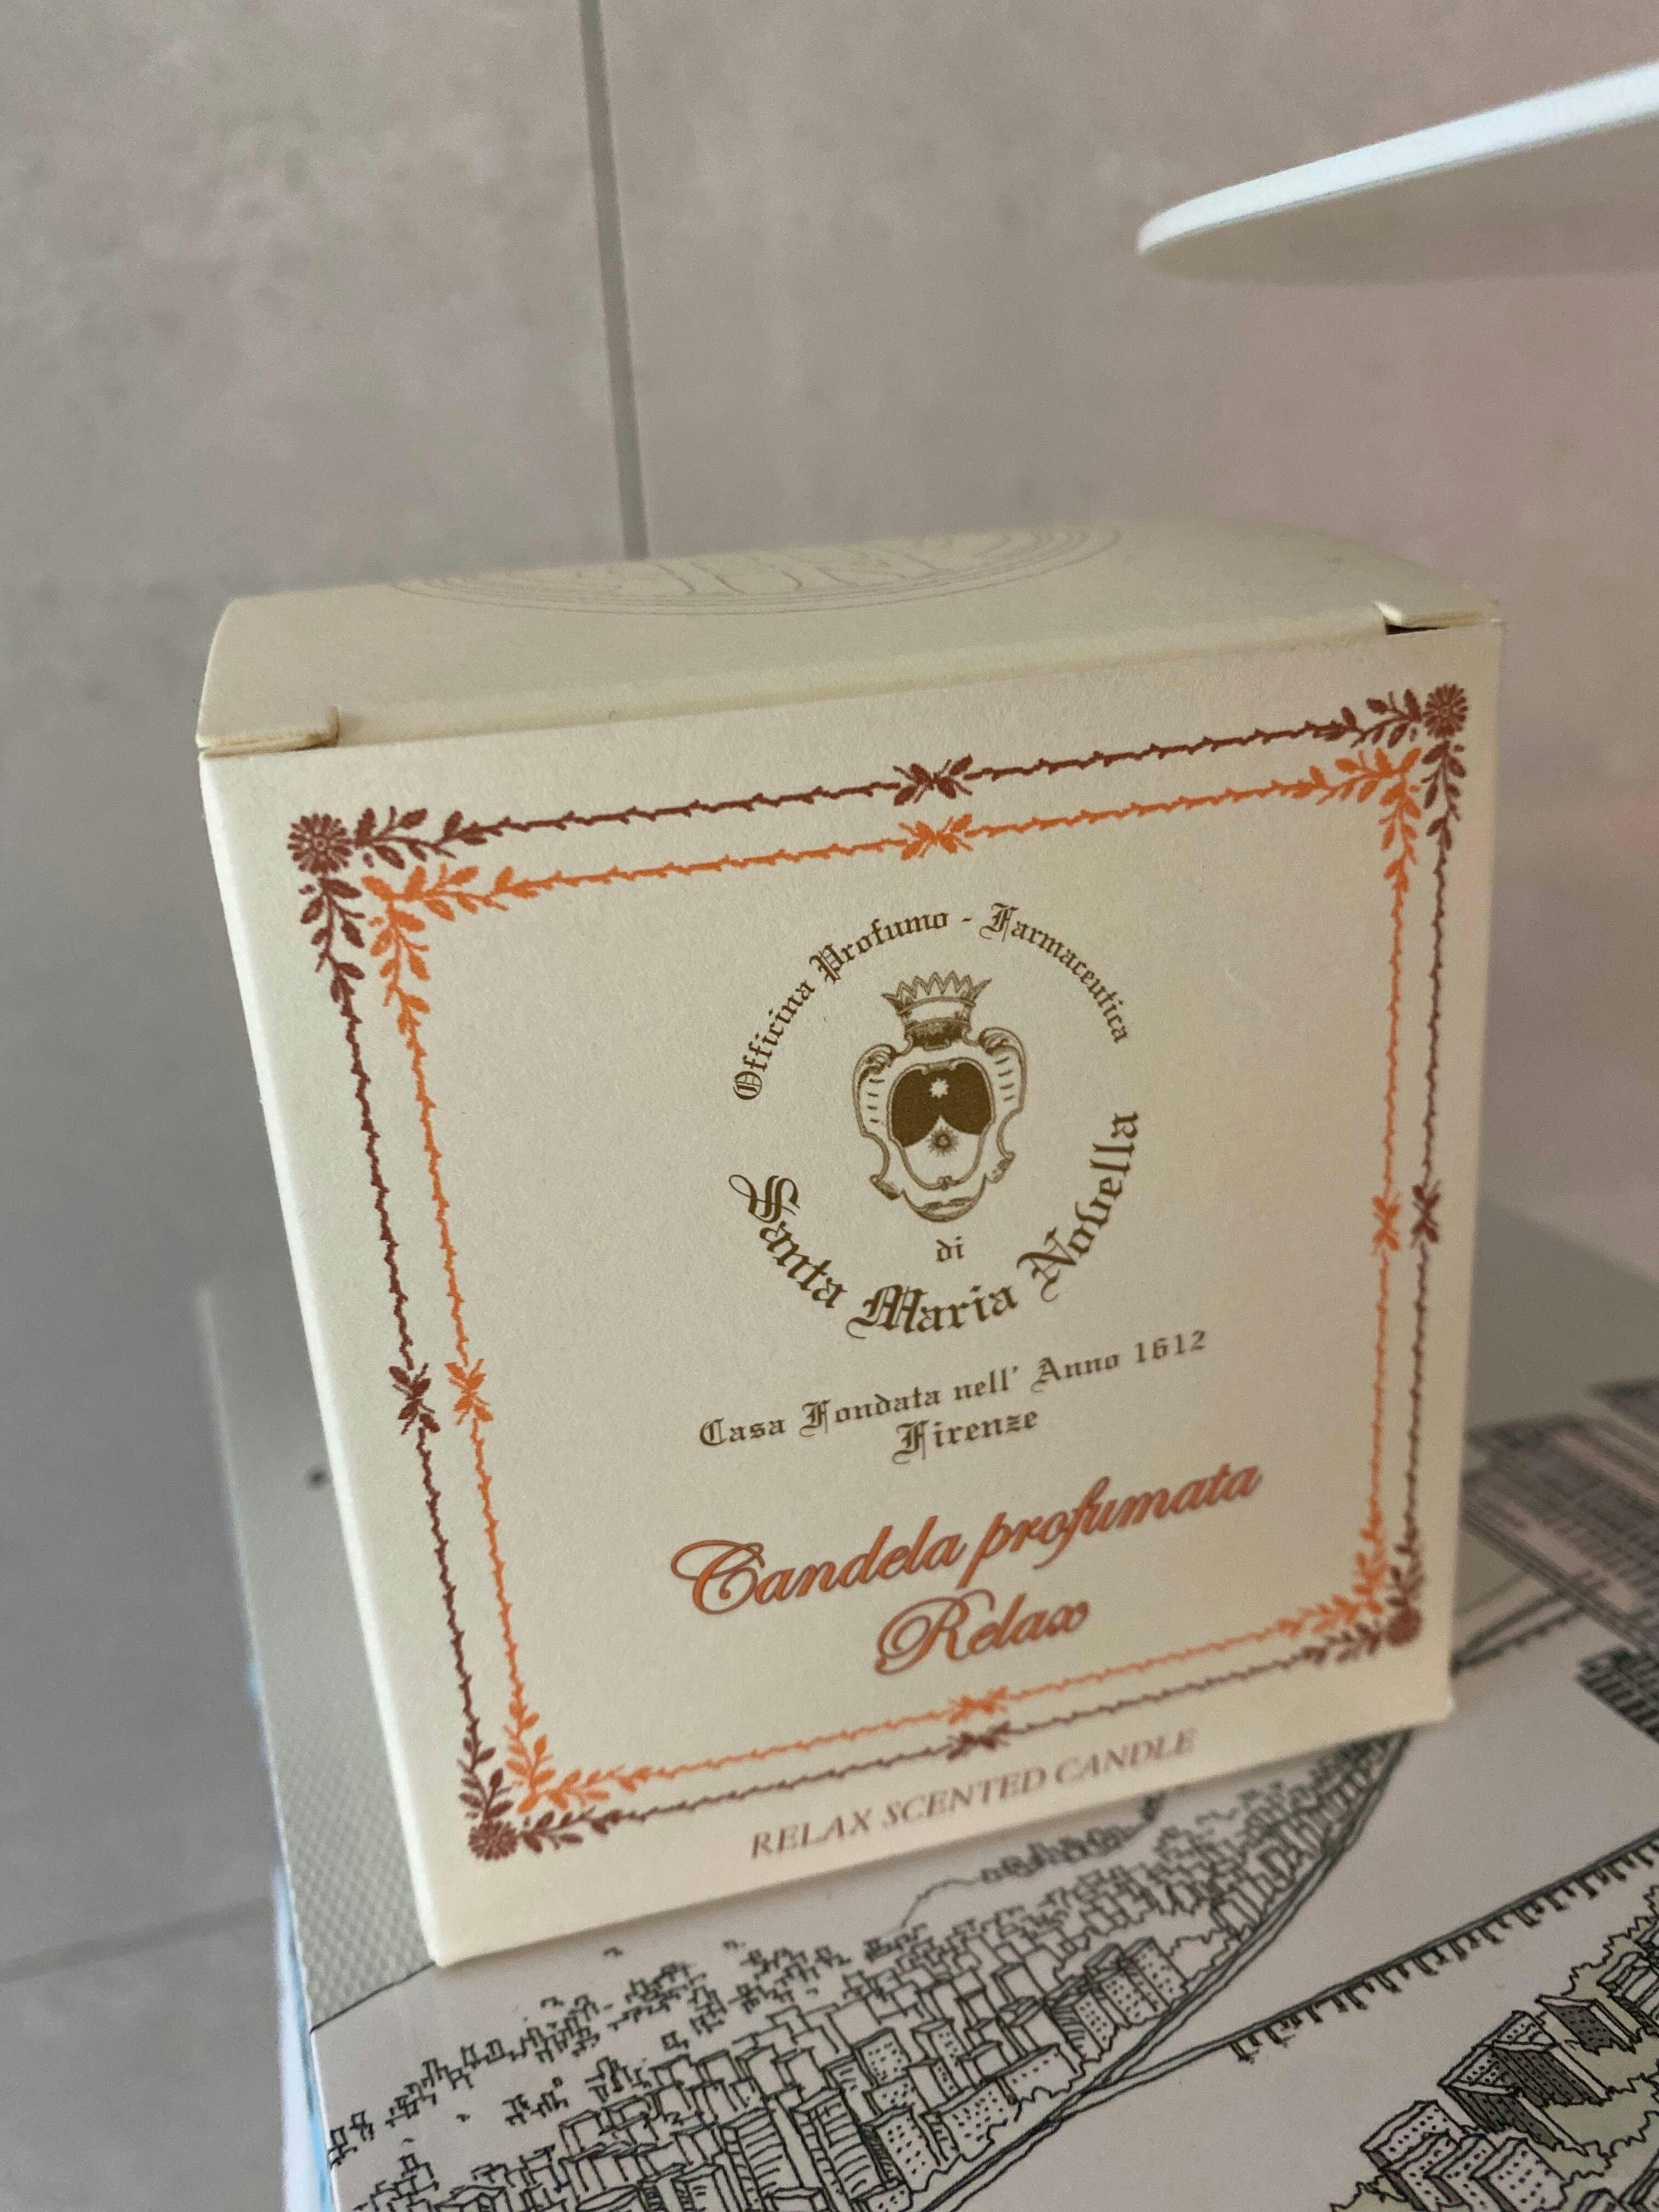 Officina Profumo - Farmaceutica
di
Santa Maria Novella
Casa Fondata nell' Anno 1612
Firenze
Candela profumata
Relax
RELAX SCENTED CANDLE